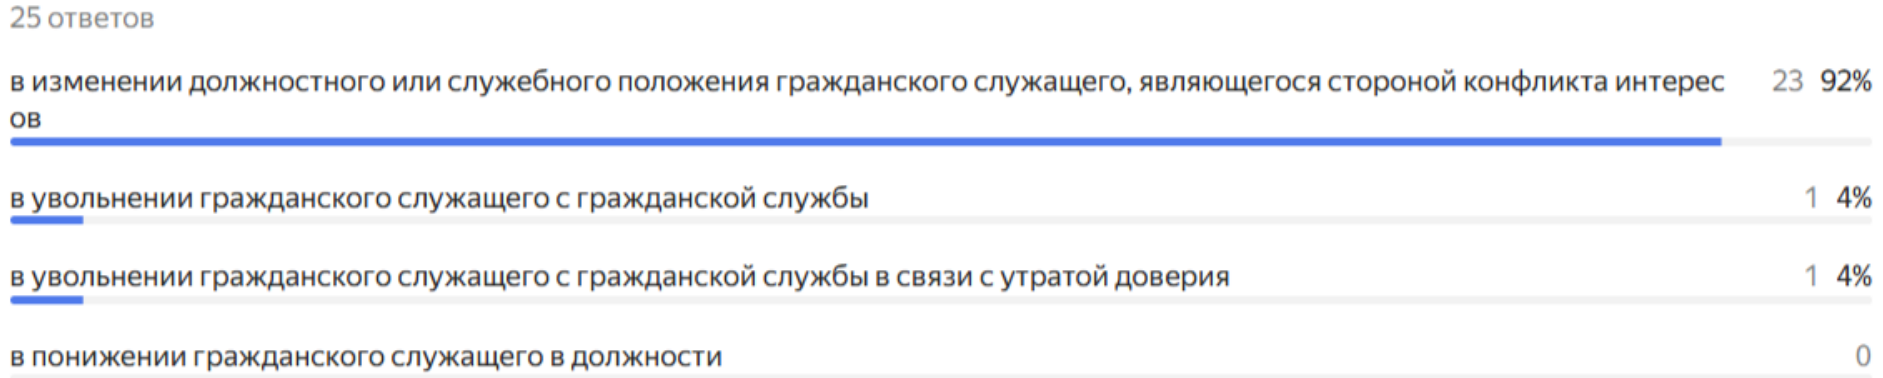 25 ответов
в изменении должностного или служебного положения гражданского служащего, являющегося стороной конфликта интерес 23 92%
ов
в увольнении гражданского служащего с гражданской службы 1 4%
в увольнении гражданского служащего с гражданской службы в связи с утратой доверия 1 4%
в понижении гражданского служащего в должности 0